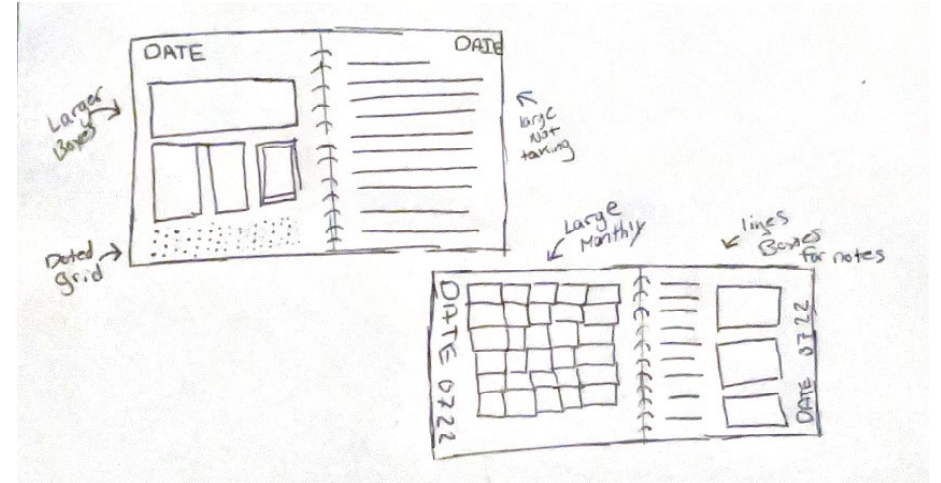 DATE
DATE
Larger
Boxes
large
Not
taking
Doted
grid
Large
Monthly
lines
Boxes
for notes
DATE 0722
DATE 0722